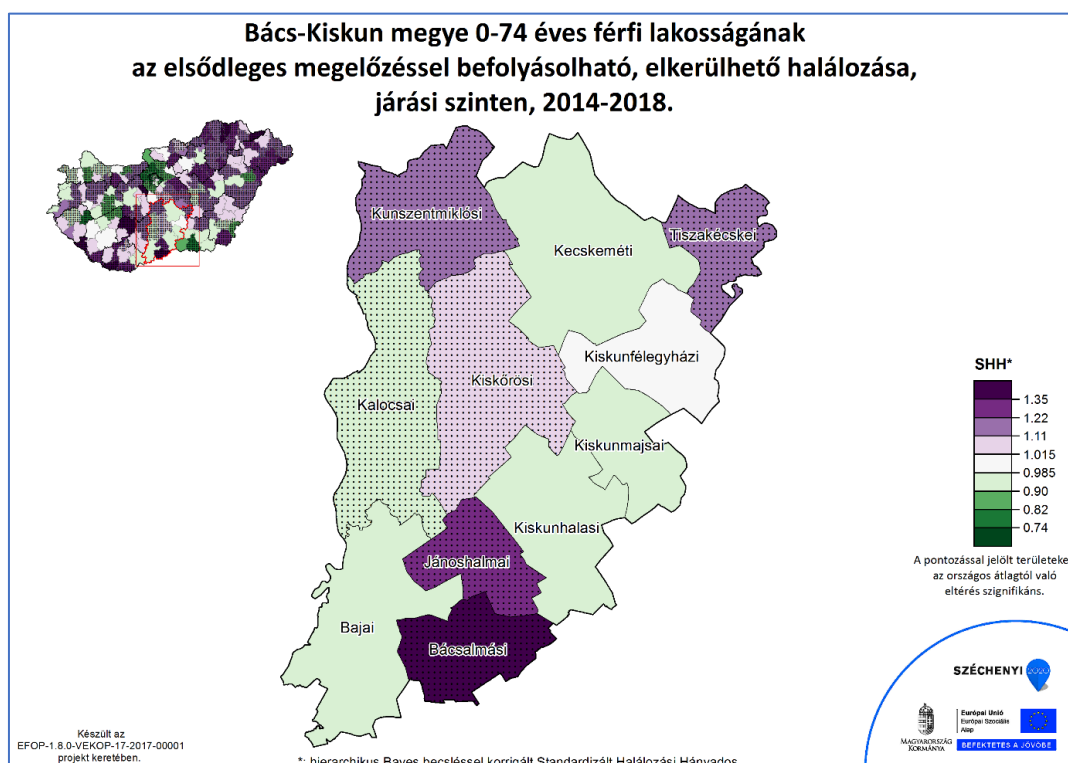 Bács-Kiskun megye 0-74 éves férfi lakosságának
az elsődleges megelőzéssel befolyásolható, elkerülhető halálozása,
járási szinten, 2014-2018.
Kunszentmiklósi
Tiszakécskei
Kecskeméti
Kiskunfélegyházi
Kiskőrösi
Kalocsai
Kiskunmajsai
Kiskunhalasi
Jánoshalmai
Bajai
Bácsalmási
SHH*
1.35
1.22
1.11
1.015
0.985
0.90
0.82
0.74
A pontozással jelölt területeke
az országos átlagtól való
eltérés szignifikáns.
SZÉCHENYI 2020
MAGYARORSZÁG
KORMÁNYA
Európai Unió
Európai Szociális
Alap
BEFEKTETÉS A JÖVŐBE
Készült az
EFOP-1.8.0-VEKOP-17-2017-00001
projekt keretében.
*: hierarchikus Bayes becsléssel korrigált Standardizált Halálozási Hányados